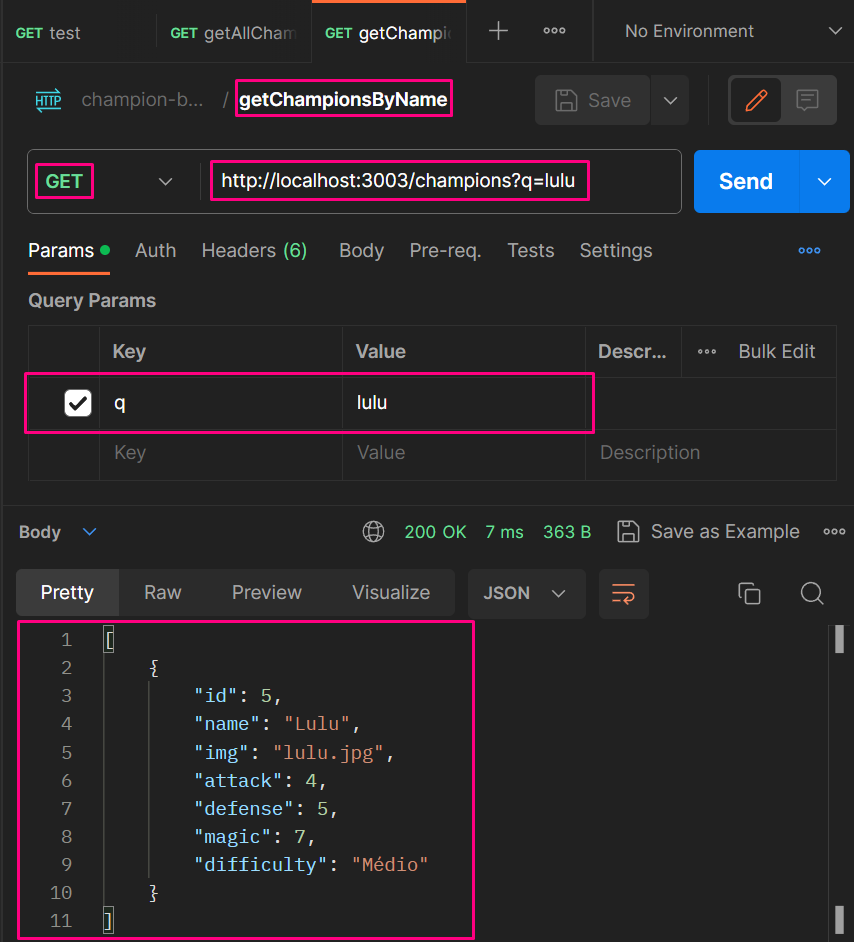 GET test GET getAllCham GET getChampi No Environment
HTTP champion-b... / getChampionsByName Save
GET http://localhost:3003/champions?q=lulu Send
Params Auth Headers (6) Body Pre-req. Tests Settings
Query Params
Key Value Descr... Bulk Edit
q lulu
Key Value Description
Body 200 OK 7 ms 363 B Save as Example
Pretty Raw Preview Visualize JSON
1 [
2 {
3 "id": 5,
4 "name": "Lulu",
5 "img": "lulu.jpg",
6 "attack": 4,
7 "defense": 5,
8 "magic": 7,
9 "difficulty": "Médio"
10 }
11 ]